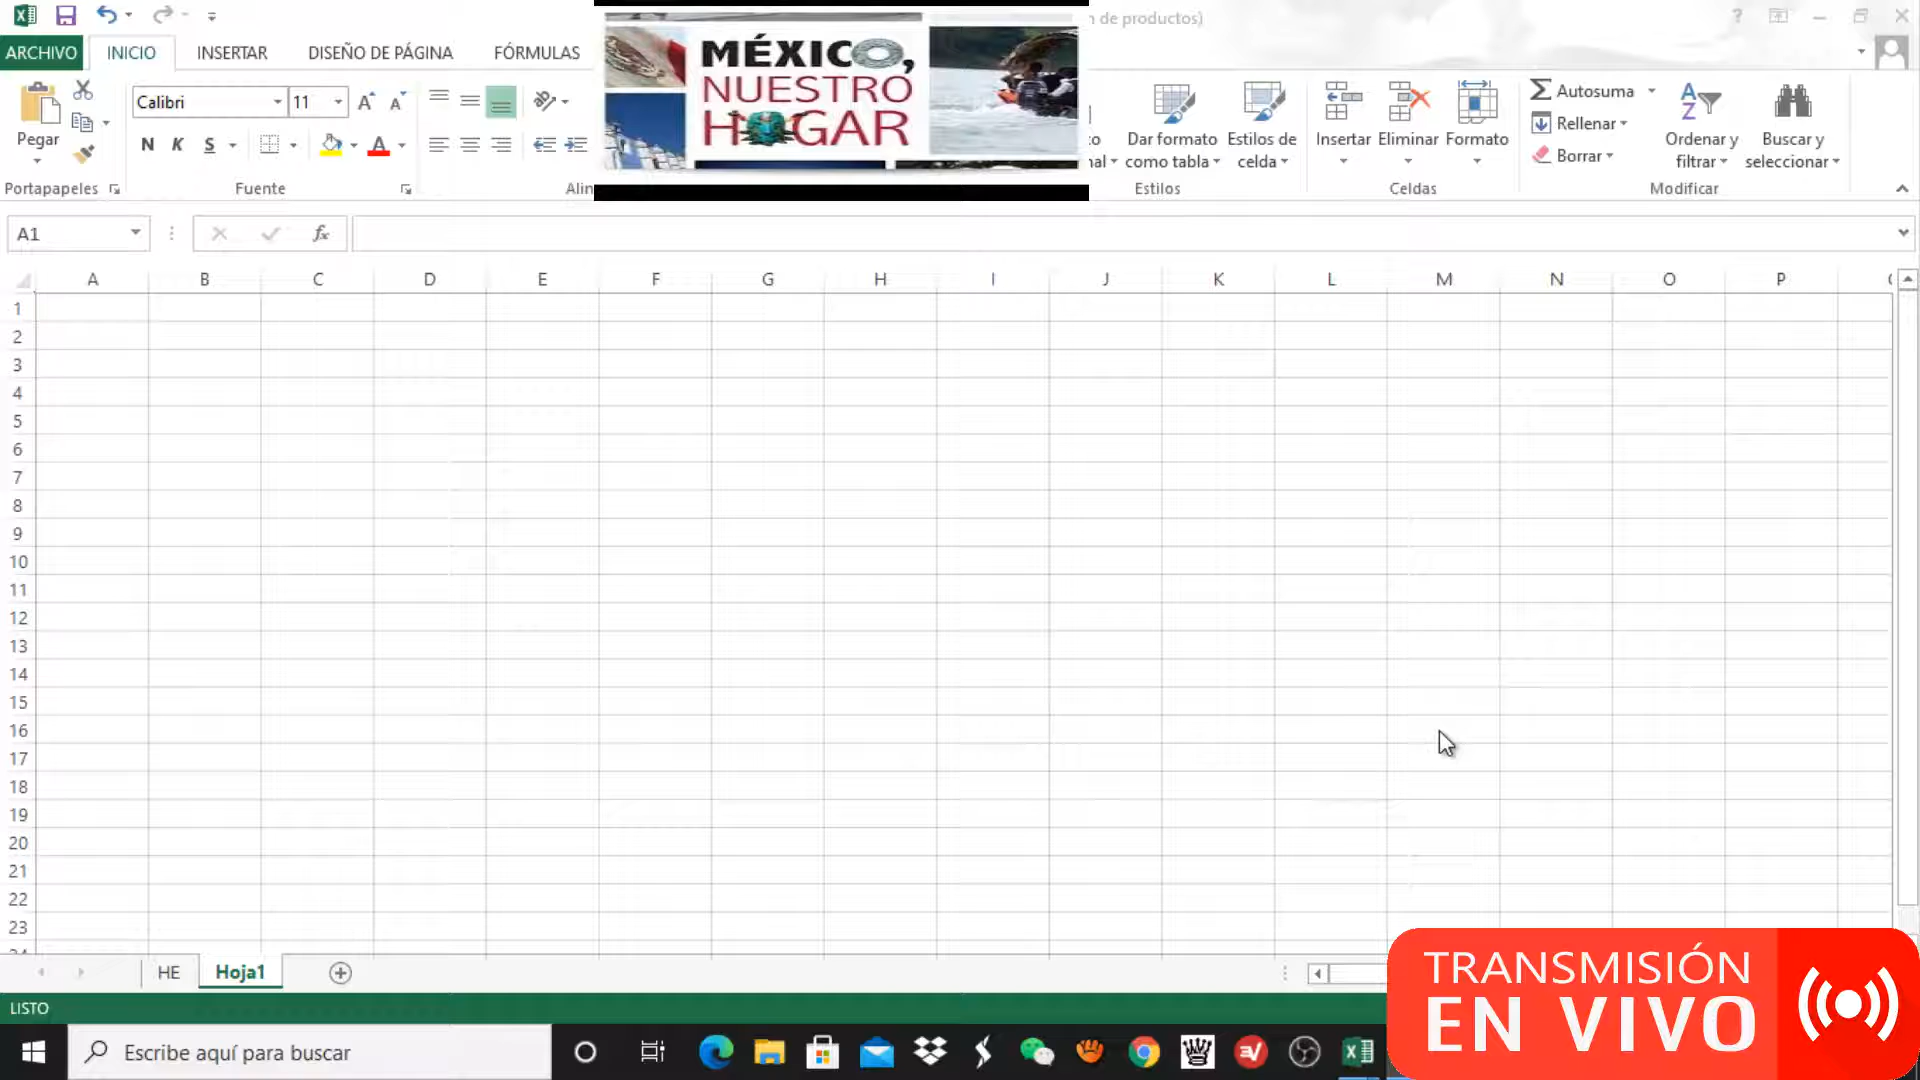 n de productos)
ARCHIVO INICIO INSERTAR DISEÑO DE PÁGINA FÓRMULAS
MÉXICO,
NUESTRO
HOGAR
Calibri 11
Pegar
N K S A
Portapapeles Fuente Alin
to
nal
Dar formato
como tabla
Estilos de
celda
Estilos
Insertar Eliminar Formato
Celdas
Autosuma
Rellenar
Borrar
Ordenar y
filtrar
Buscar y
seleccionar
Modificar
A1 fx
A B C D E F G H I J K L M N O P
1
2
3
4
5
6
7
8
9
10
11
12
13
14
15
16
17
18
19
20
21
22
23
HE Hoja1
LISTO
Escribe aquí para buscar
TRANSMISIÓN
EN VIVO